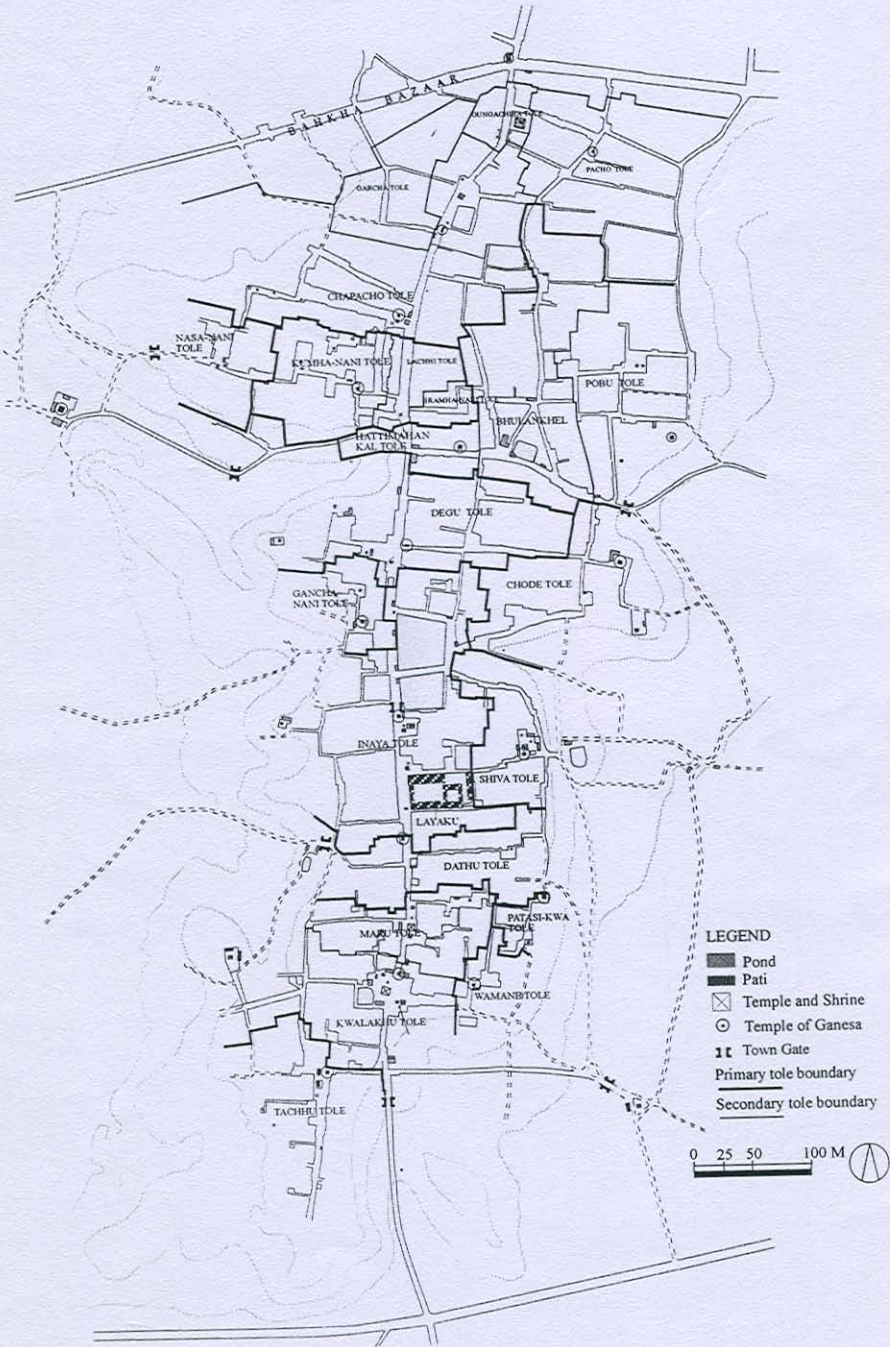 SAHKHA BAZAAR
PACHO TOLE
GARCHA TOLE
CHAPACHO TOLE
NASA-NANI
TOLE
KUMHA-NANI TOLE
LACHHI TOLE
POBU TOLE
BHULANKHEL
HATTIMAHAN
KAL TOLE
DEGU TOLE
CHODE TOLE
GANCHA
NANI TOLE
INAYA TOLE
SHIVA TOLE
LAYAKU
DATHU TOLE
PATASI-KWA
TOLE
MARU TOLE
WAMANE TOLE
KWALAKHU TOLE
TACHHU TOLE
LEGEND
Pond
Pati
Temple and Shrine
Temple of Ganesa
Town Gate
Primary tole boundary
Secondary tole boundary
0 25 50 100 M